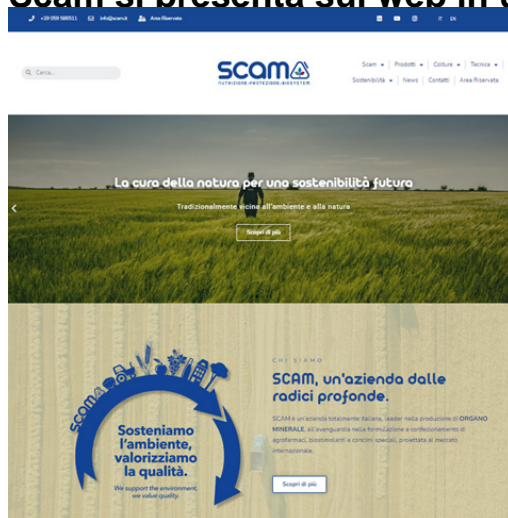 Scam si presenta sul web in
+39 059 586511 info@scam.it Area Riservata IT EN
Cerca...
SCAM
NUTRIZIONE-PROTEZIONE-BIOSYSTEM
Scam Prodotti Colture Tecnica
Sostenibilità News Contatti Area Riservata
La cura della natura per una sostenibilità futura
Tradizionalmente vicine all'ambiente e alla natura
Scopri di più
CHI SIAMO
SCAM, un'azienda dalle
radici profonde.
SCAM è un'azienda totalmente italiana, leader nella produzione di ORGANO
MINERALE, all'avanguardia nella formulazione e confezionamento di
agrofarmaci, biostimolanti e concimi speciali, proiettata al mercato
internazionale.
Scopri di più
SCAM
Sosteniamo
l'ambiente,
valorizziamo
la qualità.
We support the environment,
we value quality.